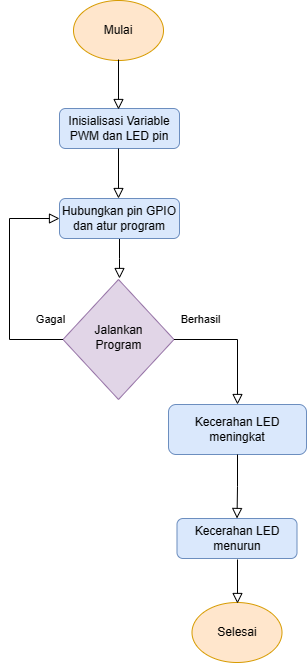 Mulai
Inisialisasi Variable
PWM dan LED pin
Hubungkan pin GPIO
dan atur program
Gagal
Berhasil
Jalankan
Program
Kecerahan LED
meningkat
Kecerahan LED
menurun
Selesai